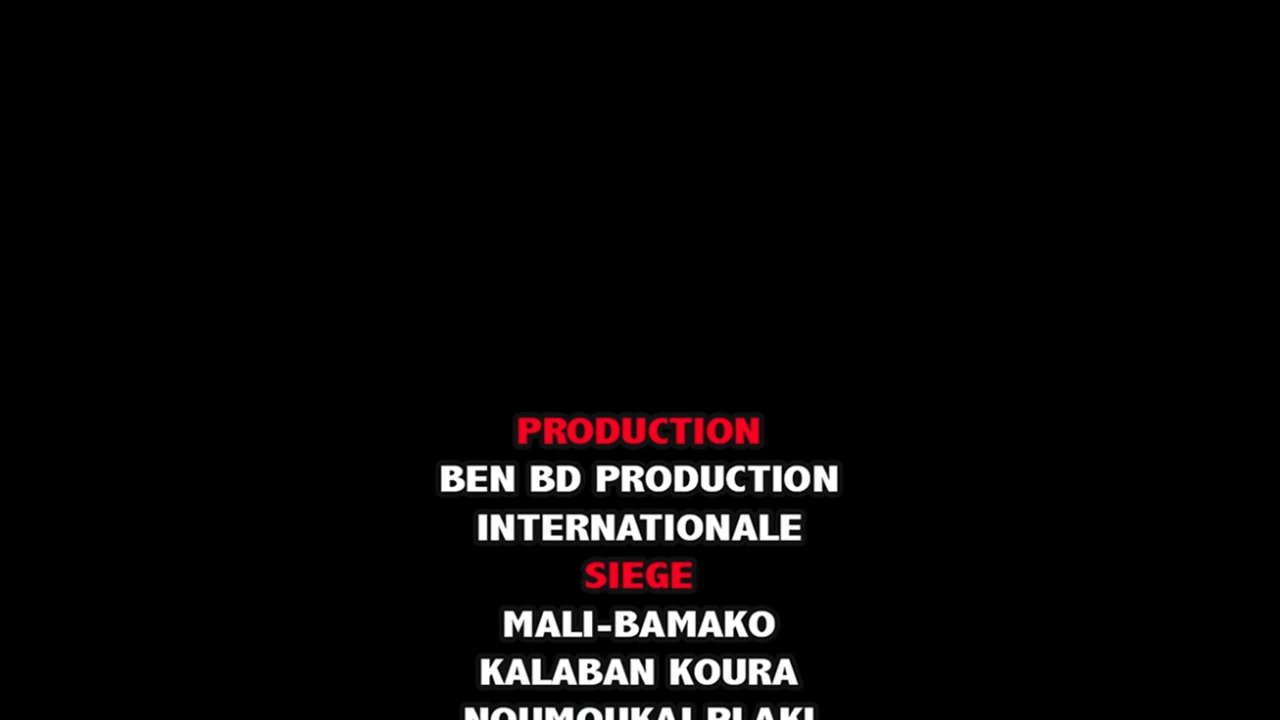 PRODUCTION
BEN BD PRODUCTION
INTERNATIONALE
SIEGE
MALI-BAMAKO
KALABAN KOURA